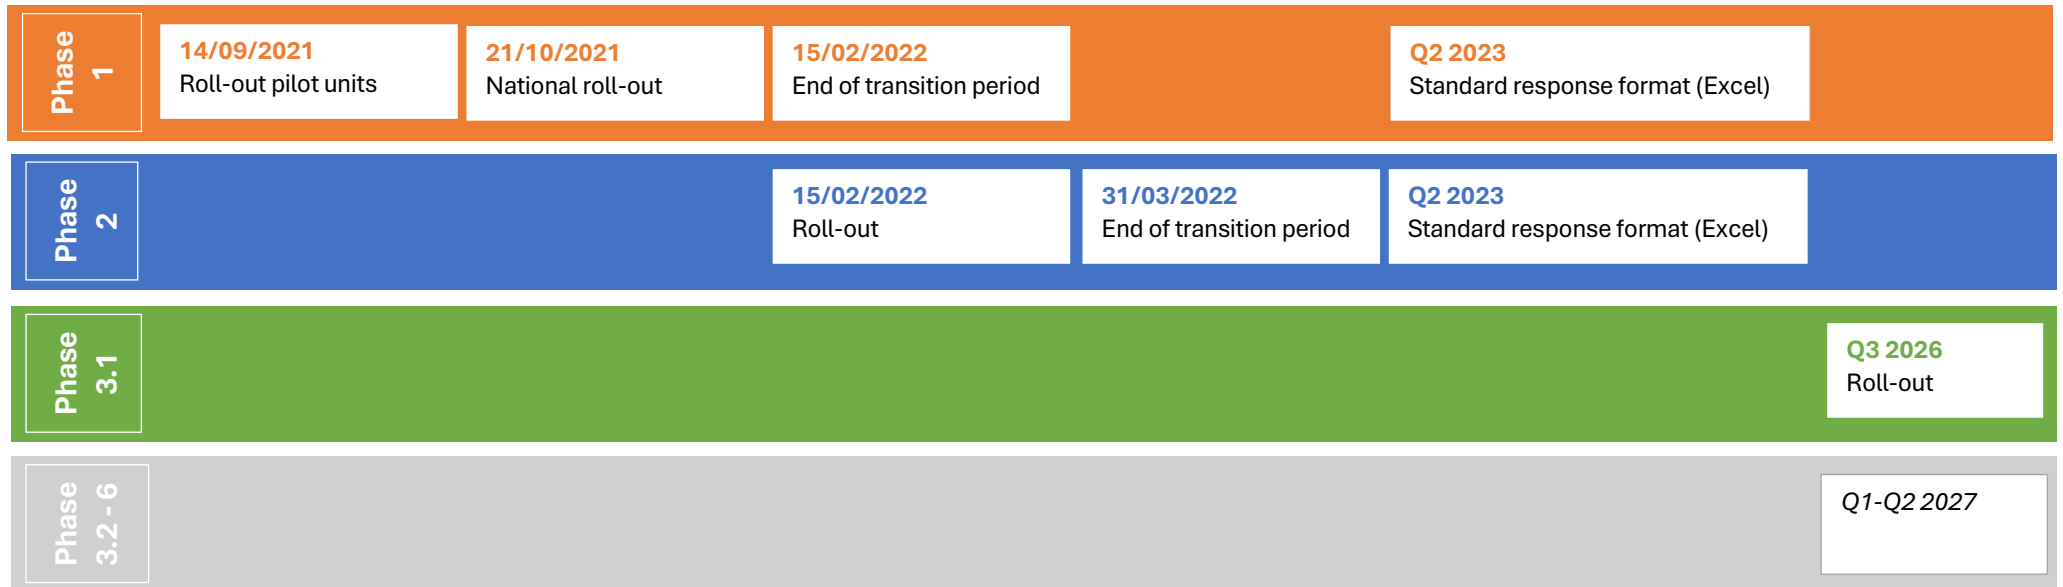 Phase
1
14/09/2021
Roll-out pilot units
21/10/2021
National roll-out
15/02/2022
End of transition period
Q2 2023
Standard response format (Excel)
Phase
2
15/02/2022
Roll-out
31/03/2022
End of transition period
Q2 2023
Standard response format (Excel)
Phase
3.1
Q3 2026
Roll-out
Phase
3.2 - 6
Q1-Q2 2027